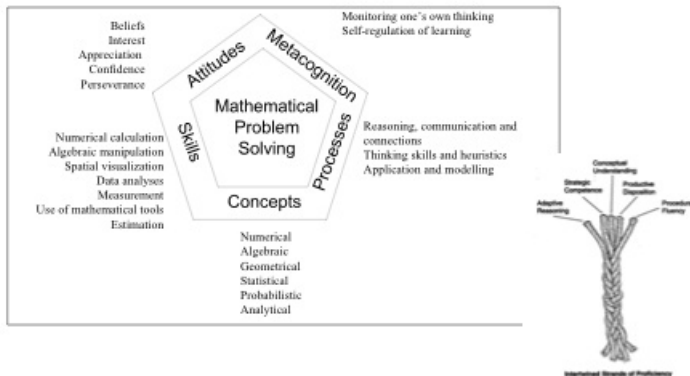 Beliefs
Interest
Appreciation
Confidence
Perseverance
Attitudes
Metacognition
Monitoring one's own thinking
Self-regulation of learning
Mathematical
Problem
Solving
Skills
Numerical calculation
Algebraic manipulation
Spatial visualization
Data analyses
Measurement
Use of mathematical tools
Estimation
Processes
Reasoning, communication and
connections
Thinking skills and heuristics
Application and modelling
Concepts
Numerical
Algebraic
Geometrical
Statistical
Probabilistic
Analytical
Conceptual
Understanding
Strategic
Competence
Productive
Disposition
Adaptive
Reasoning
Fluency
Intertwined Strands of Proficiency